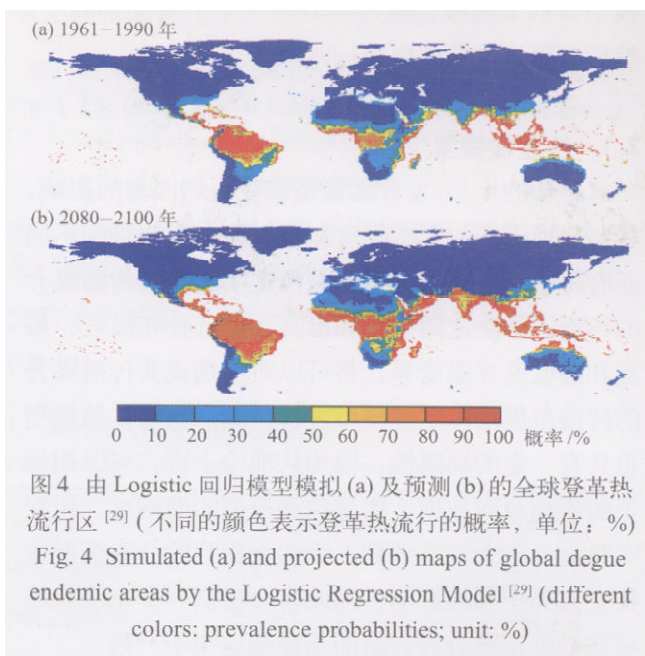 (a) 1961–1990 年
(b) 2080–2100 年
0 10 20 30 40 50 60 70 80 90 100 概率 /%
图 4 由 Logistic 回归模型模拟 (a) 及预测 (b) 的全球登革热
流行区 [29] ( 不同的颜色表示登革热流行的概率，单位：%)
Fig. 4 Simulated (a) and projected (b) maps of global degue
endemic areas by the Logistic Regression Model [29] (different
colors: prevalence probabilities; unit: %)